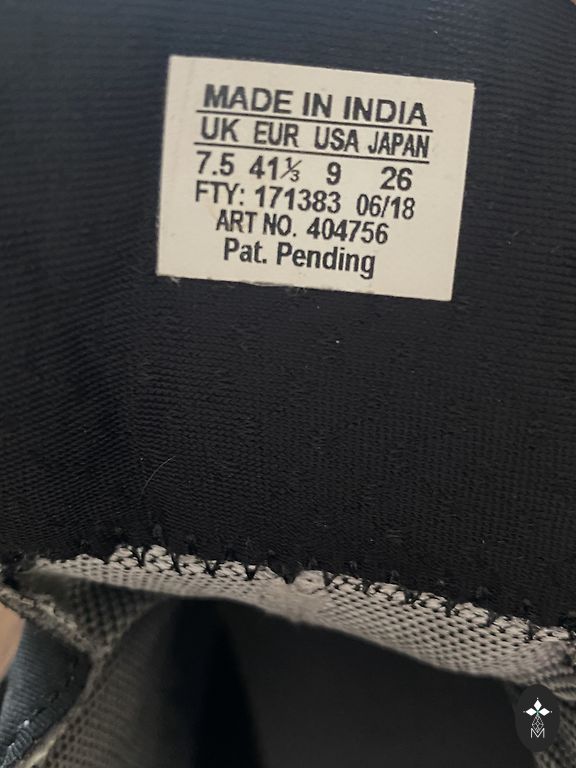 MADE IN INDIA
UK EUR USA JAPAN
7.5 41⅓ 9 26
FTY: 171383 06/18
ART NO. 404756
Pat. Pending
M